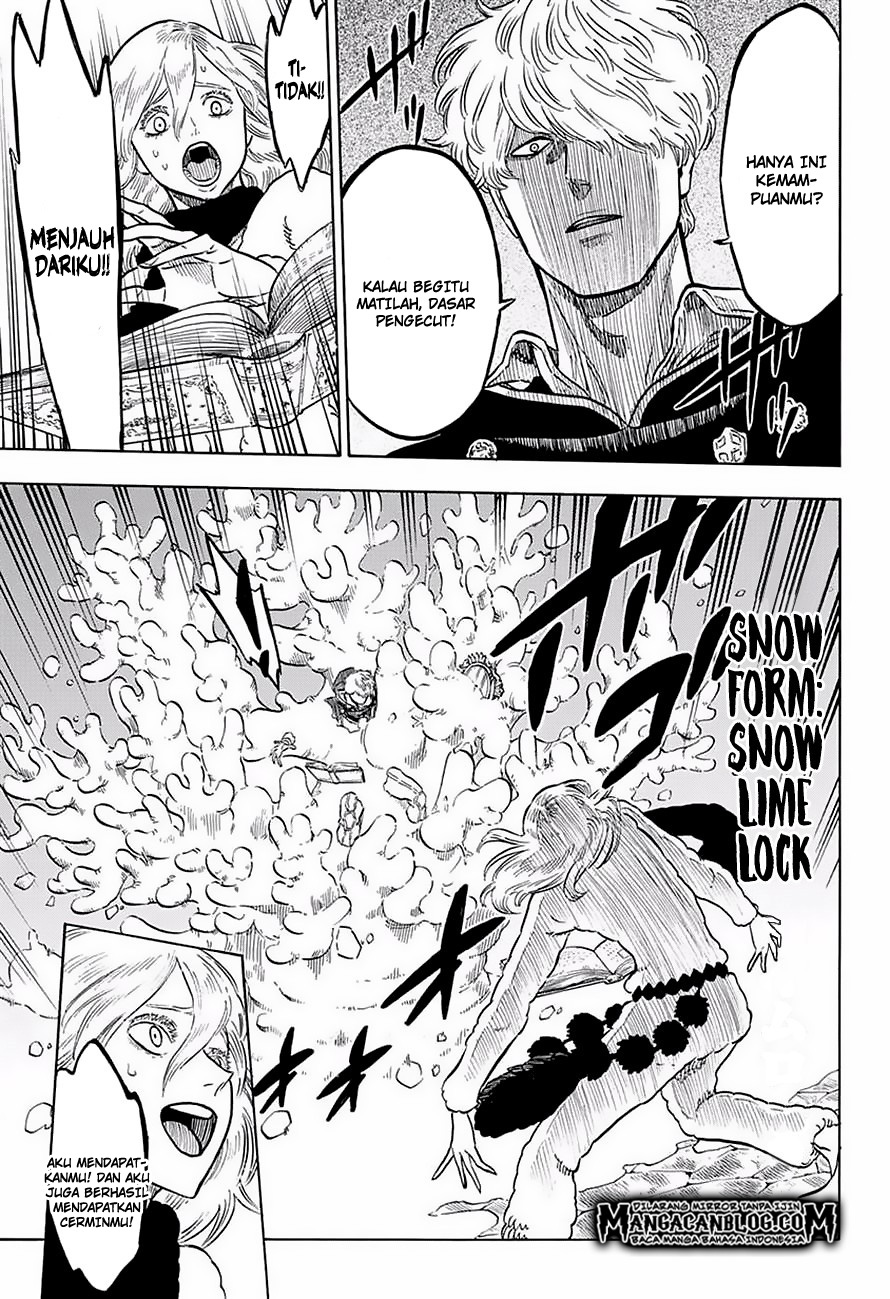 HANYA INI
KEMAM-
PUANMU?
KALAU BEGITU
MATILAH, DASAR
PENGECUT!
TI-
TIDAK!!
MENJAUH
DARIKU!!
SNOW
FORM:
SNOW
LIME
LOCK
AKU MENDAPAT-
KANMU! DAN AKU
JUGA BERHASIL
MENDAPATKAN
CERMINMU!
DILARANG MIRROR TANPA IJIN
MANGACANBLOG.COM
BACA MANGA BAHASA INDONESIA